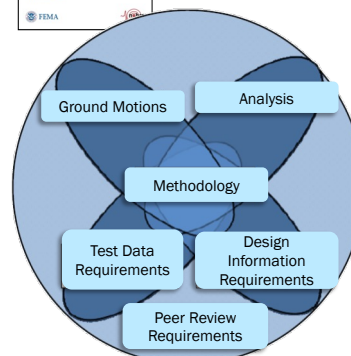 FEMA
Ground Motions
Analysis
Methodology
Test Data
Requirements
Design
Information
Requirements
Peer Review
Requirements